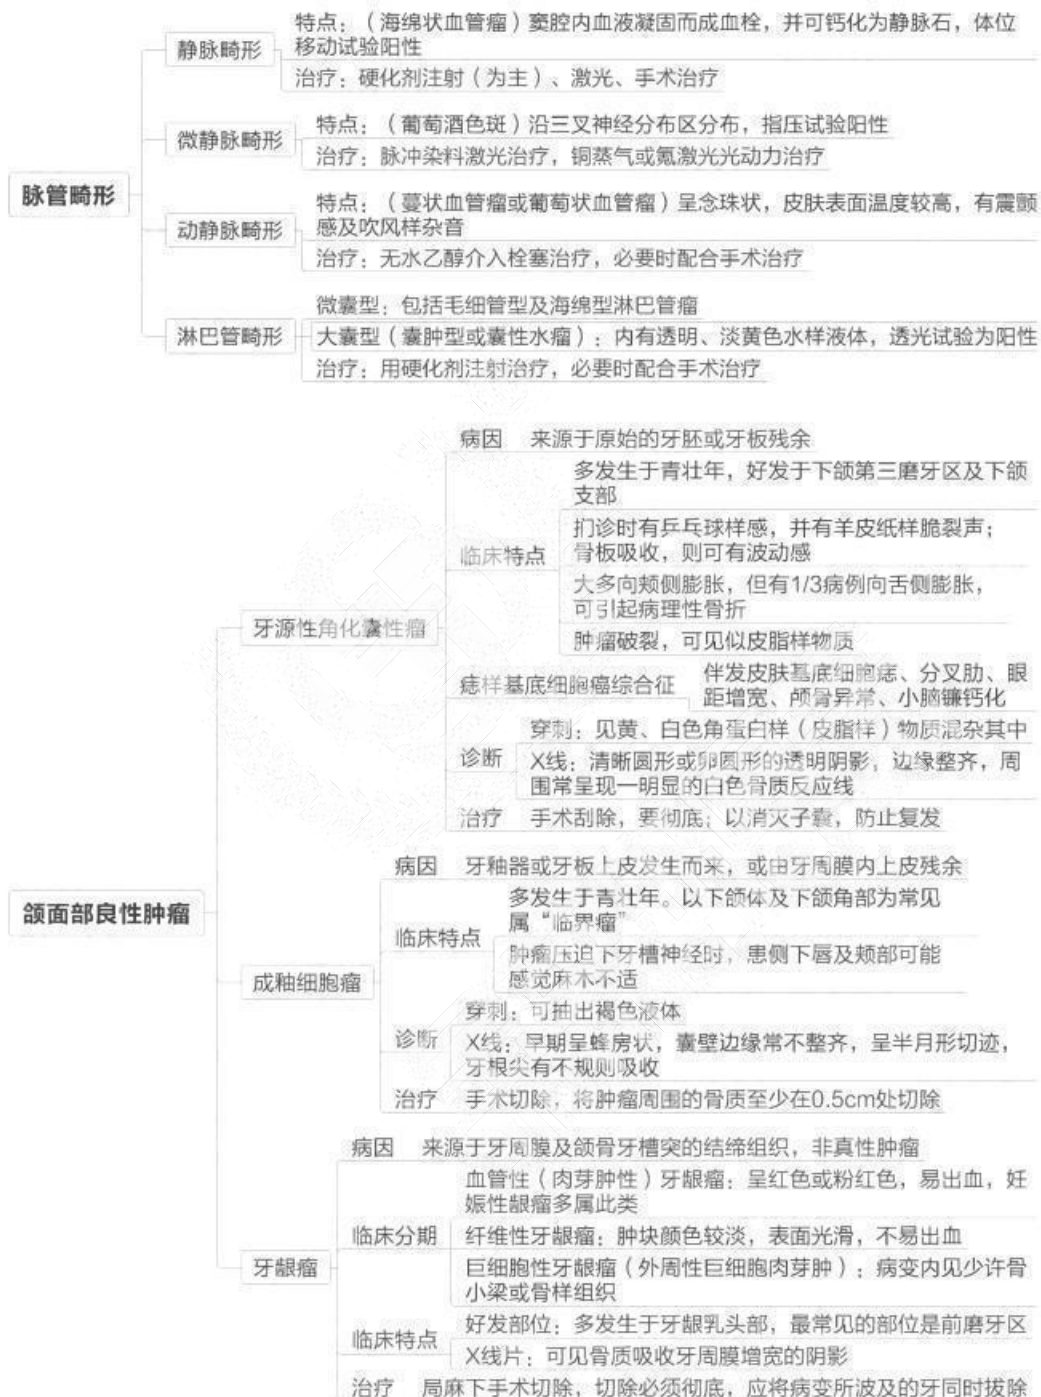 脉管畸形
静脉畸形
特点：（海绵状血管瘤）窦腔内血液凝固而成血栓，并可钙化为静脉石，体位
移动试验阳性
治疗：硬化剂注射（为主）、激光、手术治疗
微静脉畸形
特点：（葡萄酒色斑）沿三叉神经分布区分布，指压试验阳性
治疗：脉冲染料激光治疗，铜蒸气或氪激光光动力治疗
动静脉畸形
特点：（蔓状血管瘤或葡萄状血管瘤）呈念珠状，皮肤表面温度较高，有震颤
感及吹风样杂音
治疗：无水乙醇介入栓塞治疗，必要时配合手术治疗
淋巴管畸形
微囊型：包括毛细管型及海绵型淋巴管瘤
大囊型（囊肿型或囊性水瘤）：内有透明、淡黄色水样液体，透光试验为阳性
治疗：用硬化剂注射治疗，必要时配合手术治疗
颌面部良性肿瘤
牙源性角化囊性瘤
病因 来源于原始的牙胚或牙板残余
临床特点
多发生于青壮年，好发于下颌第三磨牙区及下颌
支部
扪诊时有乒乓球样感，并有羊皮纸样脆裂声；
骨板吸收，则可有波动感
大多向颊侧膨胀，但有1/3病例向舌侧膨胀，
可引起病理性骨折
肿瘤破裂，可见似皮脂样物质
痣样基底细胞癌综合征
伴发皮肤基底细胞痣、分叉肋、眼
距增宽、颅骨异常、小脑镰钙化
诊断
穿刺：见黄、白色角蛋白样（皮脂样）物质混杂其中
X线：清晰圆形或卵圆形的透明阴影，边缘整齐，周
围常呈现一明显的白色骨质反应线
治疗 手术刮除，要彻底；以消灭子囊，防止复发
成釉细胞瘤
病因 牙釉器或牙板上皮发生而来，或由牙周膜内上皮残余
临床特点
多发生于青壮年。以下颌体及下颌角部为常见
属“临界瘤”
肿瘤压迫下牙槽神经时，患侧下唇及颊部可能
感觉麻木不适
诊断
穿刺：可抽出褐色液体
X线：早期呈蜂房状，囊壁边缘常不整齐，呈半月形切迹，
牙根尖有不规则吸收
治疗 手术切除，将肿瘤周围的骨质至少在0.5cm处切除
牙龈瘤
病因 来源于牙周膜及颌骨牙槽突的结缔组织，非真性肿瘤
临床分期
血管性（肉芽肿性）牙龈瘤：呈红色或粉红色，易出血，妊
娠性龈瘤多属此类
纤维性牙龈瘤：肿块颜色较淡，表面光滑，不易出血
巨细胞性牙龈瘤（外周性巨细胞肉芽肿）：病变内见少许骨
小梁或骨样组织
临床特点
好发部位：多发生于牙龈乳头部，最常见的部位是前磨牙区
X线片：可见骨质吸收牙周膜增宽的阴影
治疗 局麻下手术切除，切除必须彻底，应将病变所波及的牙同时拔除